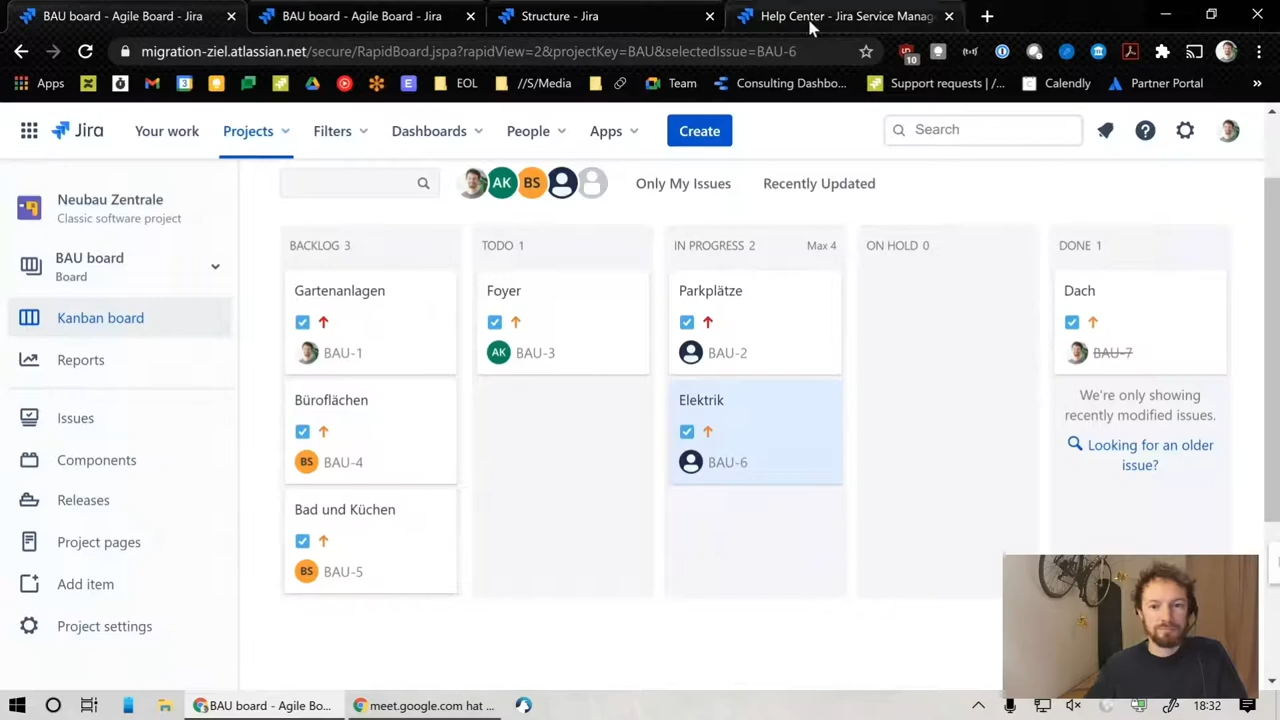 BAU board - Agile Board - Jira
BAU board - Agile Board - Jira
Structure - Jira
Help Center - Jira Service Manag
migration-ziel.atlassian.net/secure/RapidBoard.jspa?rapidView=2&projectKey=BAU&selectedIssue=BAU-6
10
Apps
EOL
//S/Media
Team
Consulting Dashbo...
Support requests /...
Calendly
Partner Portal
Jira
Your work
Projects
Filters
Dashboards
People
Apps
Create
Search
Neubau Zentrale
Classic software project
BAU board
Board
Kanban board
Reports
Issues
Components
Releases
Project pages
Add item
Project settings
AK
BS
Only My Issues
Recently Updated
BACKLOG 3
Gartenanlagen
BAU-1
Büroflächen
BS
BAU-4
Bad und Küchen
BS
BAU-5
TODO 1
Foyer
AK
BAU-3
IN PROGRESS 2
Max 4
Parkplätze
BAU-2
Elektrik
BAU-6
ON HOLD 0
DONE 1
Dach
BAU-7
We're only showing
recently modified issues.
Looking for an older
issue?
BAU board - Agile Bo...
meet.google.com hat ...
18:32